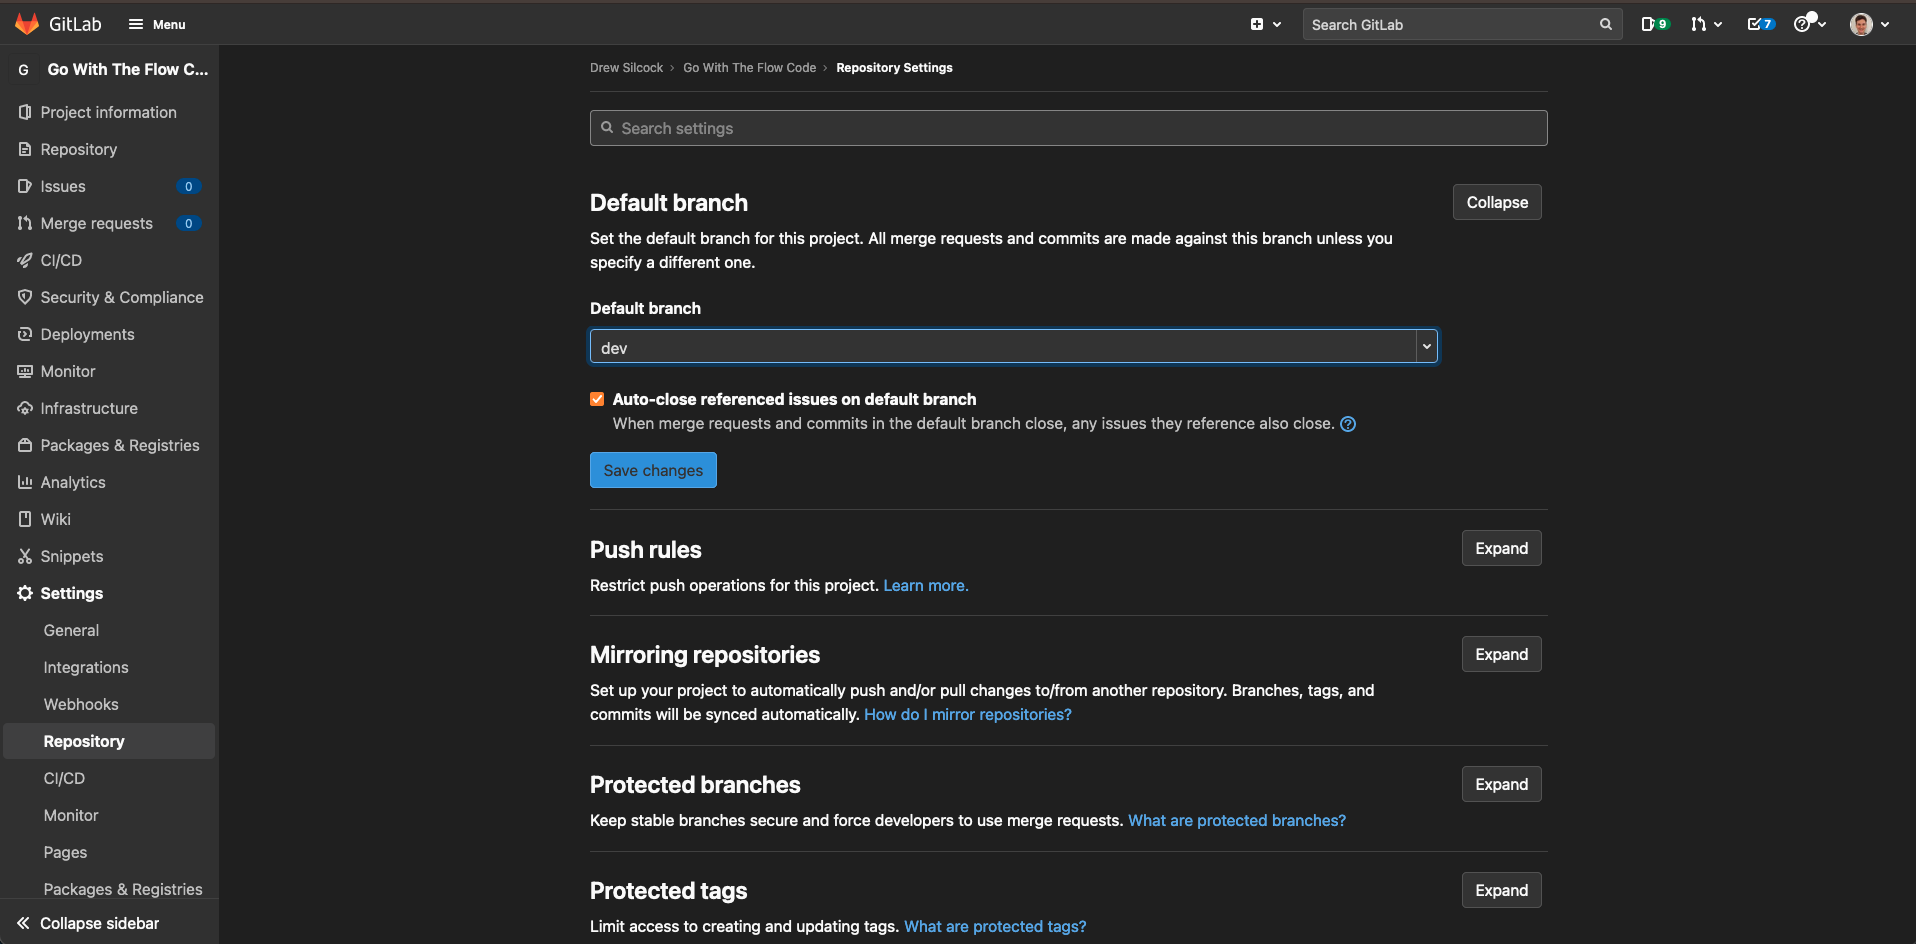 GitLab
Menu
Search GitLab
9
7
G
Go With The Flow C...
Project information
Repository
Issues
0
Merge requests
0
CI/CD
Security & Compliance
Deployments
Monitor
Infrastructure
Packages & Registries
Analytics
Wiki
Snippets
Settings
General
Integrations
Webhooks
Repository
CI/CD
Monitor
Pages
Packages & Registries
Collapse sidebar
Drew Silcock › Go With The Flow Code › Repository Settings
Search settings
Default branch
Collapse
Set the default branch for this project. All merge requests and commits are made against this branch unless you
specify a different one.
Default branch
dev
Auto-close referenced issues on default branch
When merge requests and commits in the default branch close, any issues they reference also close.
Save changes
Push rules
Expand
Restrict push operations for this project. Learn more.
Mirroring repositories
Expand
Set up your project to automatically push and/or pull changes to/from another repository. Branches, tags, and
commits will be synced automatically. How do I mirror repositories?
Protected branches
Expand
Keep stable branches secure and force developers to use merge requests. What are protected branches?
Protected tags
Expand
Limit access to creating and updating tags. What are protected tags?